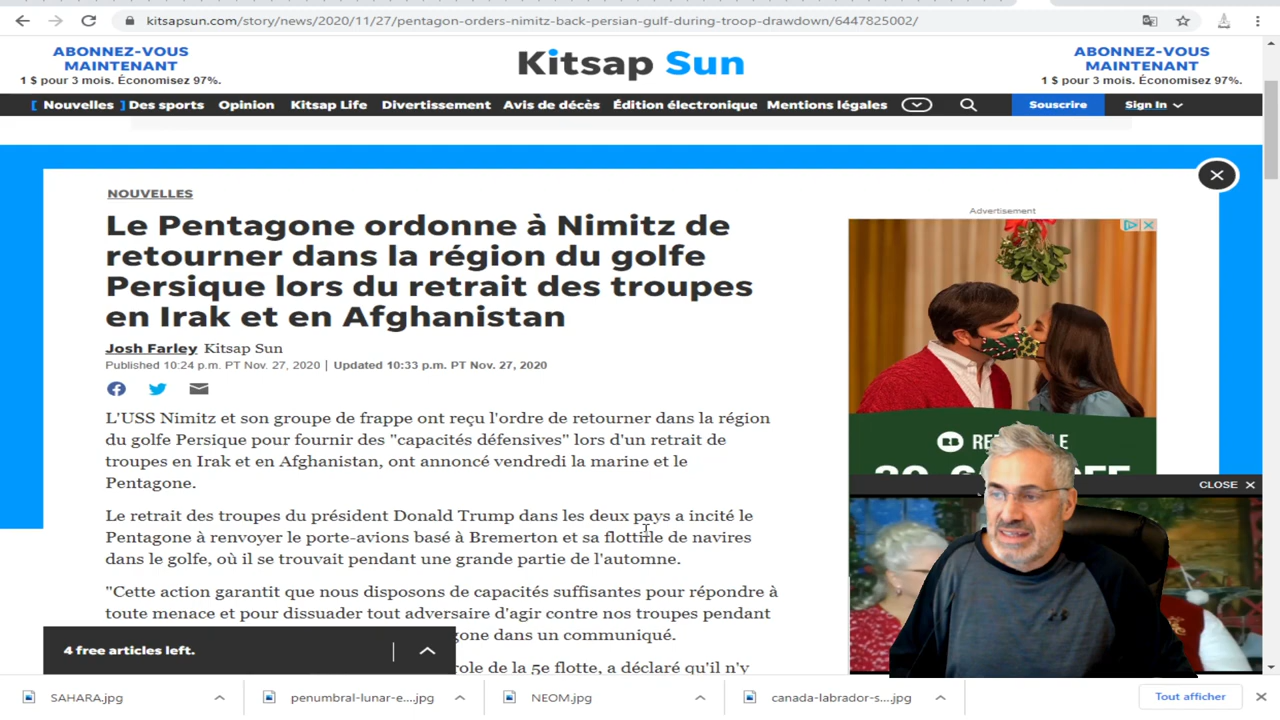 kitsapsun.com/story/news/2020/11/27/pentagon-orders-nimitz-back-persian-gulf-during-troop-drawdown/6447825002/
ABONNEZ-VOUS
MAINTENANT
1 $ pour 3 mois. Économisez 97%.
Kitsap Sun
ABONNEZ-VOUS
MAINTENANT
1 $ pour 3 mois. Économisez 97%.
[ Nouvelles ] Des sports Opinion Kitsap Life Divertissement Avis de décès Édition électronique Mentions légales Souscrire Sign In
NOUVELLES
Le Pentagone ordonne à Nimitz de
retourner dans la région du golfe
Persique lors du retrait des troupes
en Irak et en Afghanistan
Josh Farley Kitsap Sun
Published 10:24 p.m. PT Nov. 27, 2020 | Updated 10:33 p.m. PT Nov. 27, 2020
L'USS Nimitz et son groupe de frappe ont reçu l'ordre de retourner dans la région
du golfe Persique pour fournir des "capacités défensives" lors d'un retrait de
troupes en Irak et en Afghanistan, ont annoncé vendredi la marine et le
Pentagone.
Le retrait des troupes du président Donald Trump dans les deux pays a incité le
Pentagone à renvoyer le porte-avions basé à Bremerton et sa flottille de navires
dans le golfe, où il se trouvait pendant une grande partie de l'automne.
"Cette action garantit que nous disposons de capacités suffisantes pour répondre à
toute menace et pour dissuader tout adversaire d'agir contre nos troupes pendant
gone dans un communiqué.
role de la 5e flotte, a déclaré qu'il n'y
4 free articles left.
Advertisement
CLOSE
SAHARA.jpg
penumbral-lunar-e....jpg
NEOM.jpg
canada-labrador-s....jpg
Tout afficher